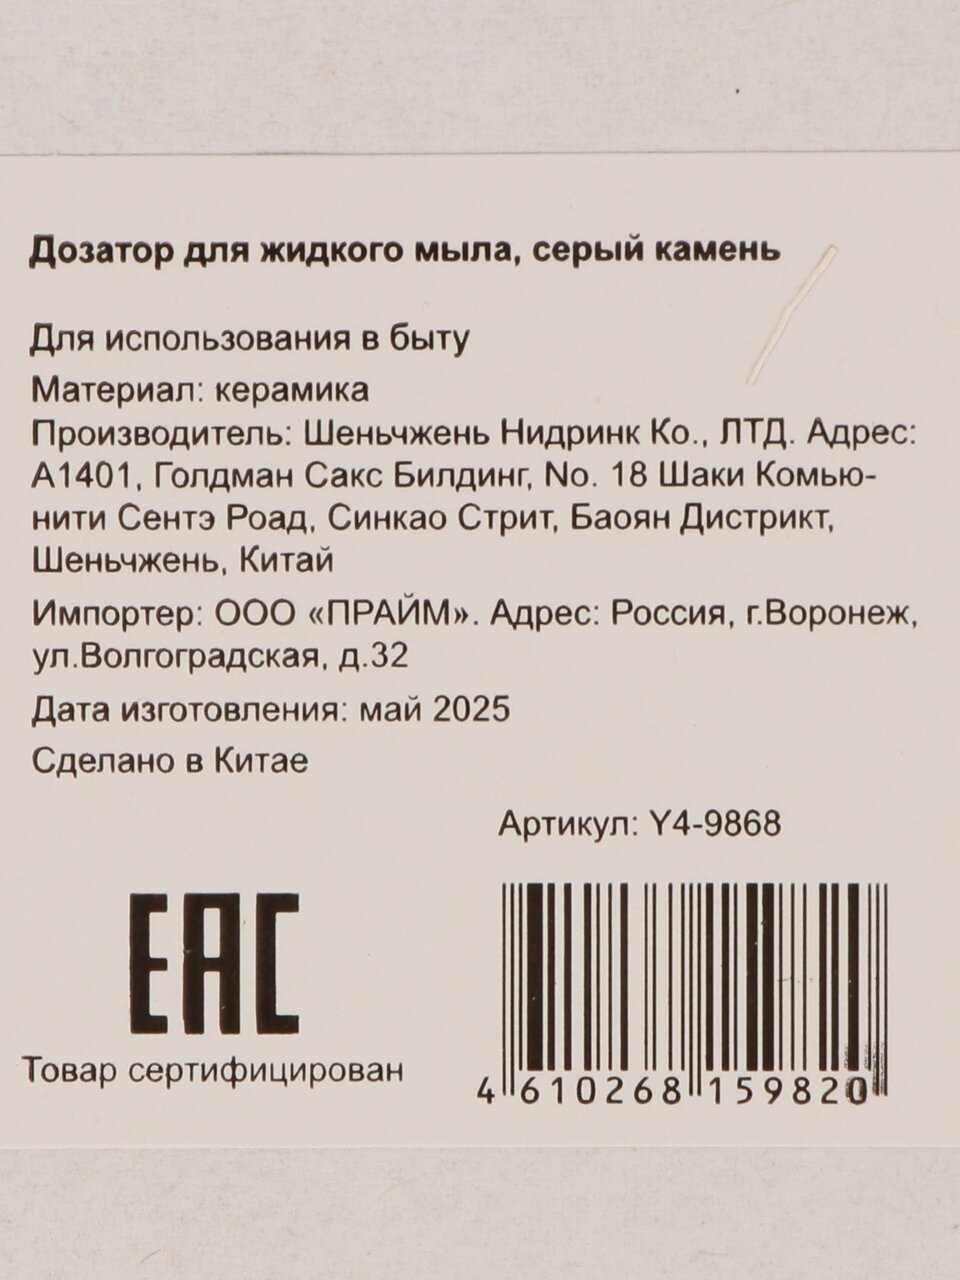 Дозатор для жидкого мыла, серый камень
Для использования в быту
Материал: керамика
Производитель: Шеньчжень Нидринк Ко., ЛТД. Адрес:
А1401, Голдман Сакс Билдинг, No. 18 Шаки Комью-
нити Сентэ Роад, Синкао Стрит, Баоян Дистрикт,
Шеньчжень, Китай
Импортер: ООО «ПРАЙМ». Адрес: Россия, г.Воронеж,
ул.Волгоградская, д.32
Дата изготовления: май 2025
Сделано в Китае
Артикул: Y4-9868
ЕАС
Товар сертифицирован
4 610268 159820